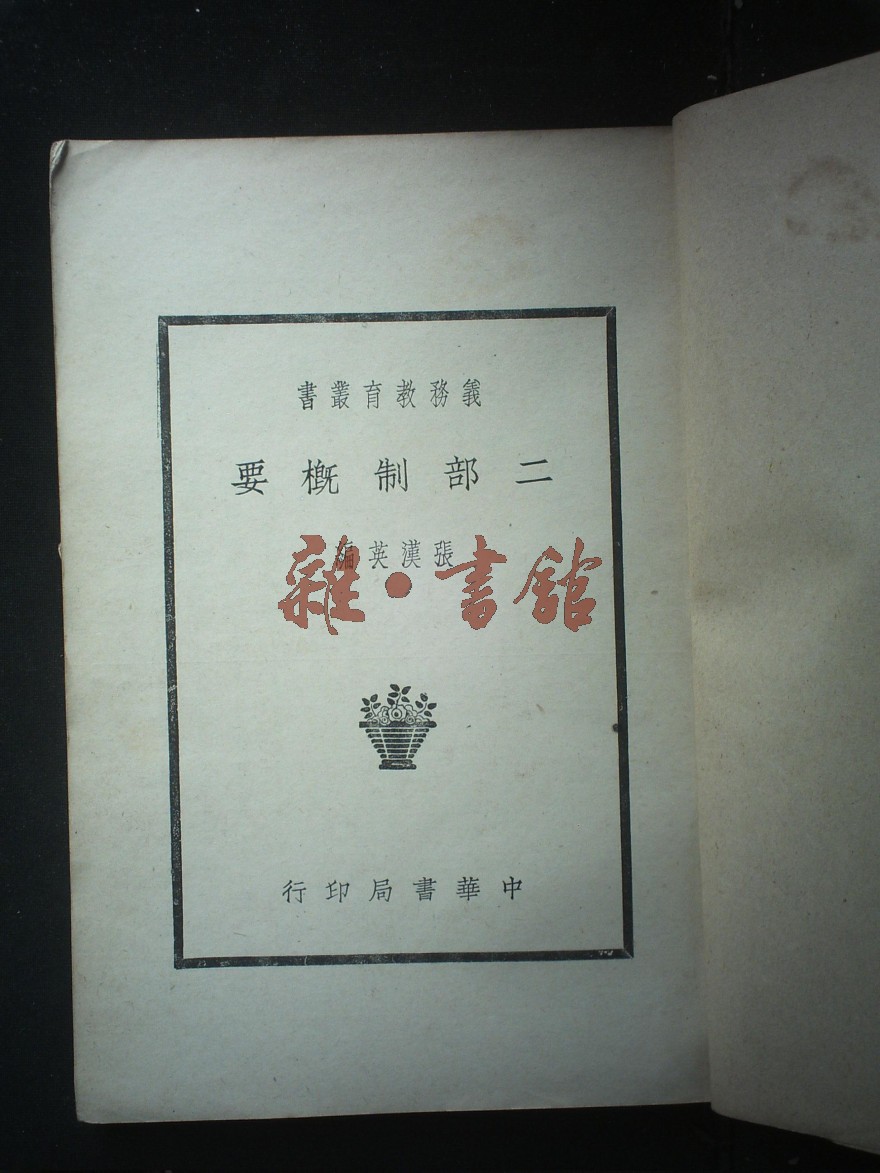 義務教育叢書
二部制概要
張漢英編
雜·書館
中華書局印行